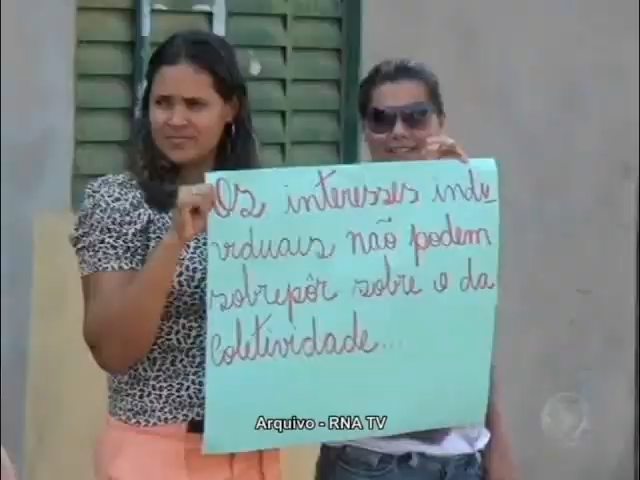 Os interesses indi
viduais não podem
sobrepôr sobre o da
Coletividade...
Arquivo - RNA TV